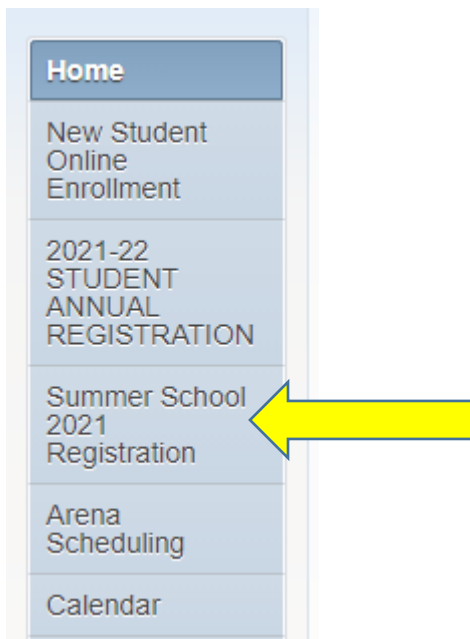 Home
New Student
Online
Enrollment
2021-22
STUDENT
ANNUAL
REGISTRATION
Summer School
2021
Registration
Arena
Scheduling
Calendar